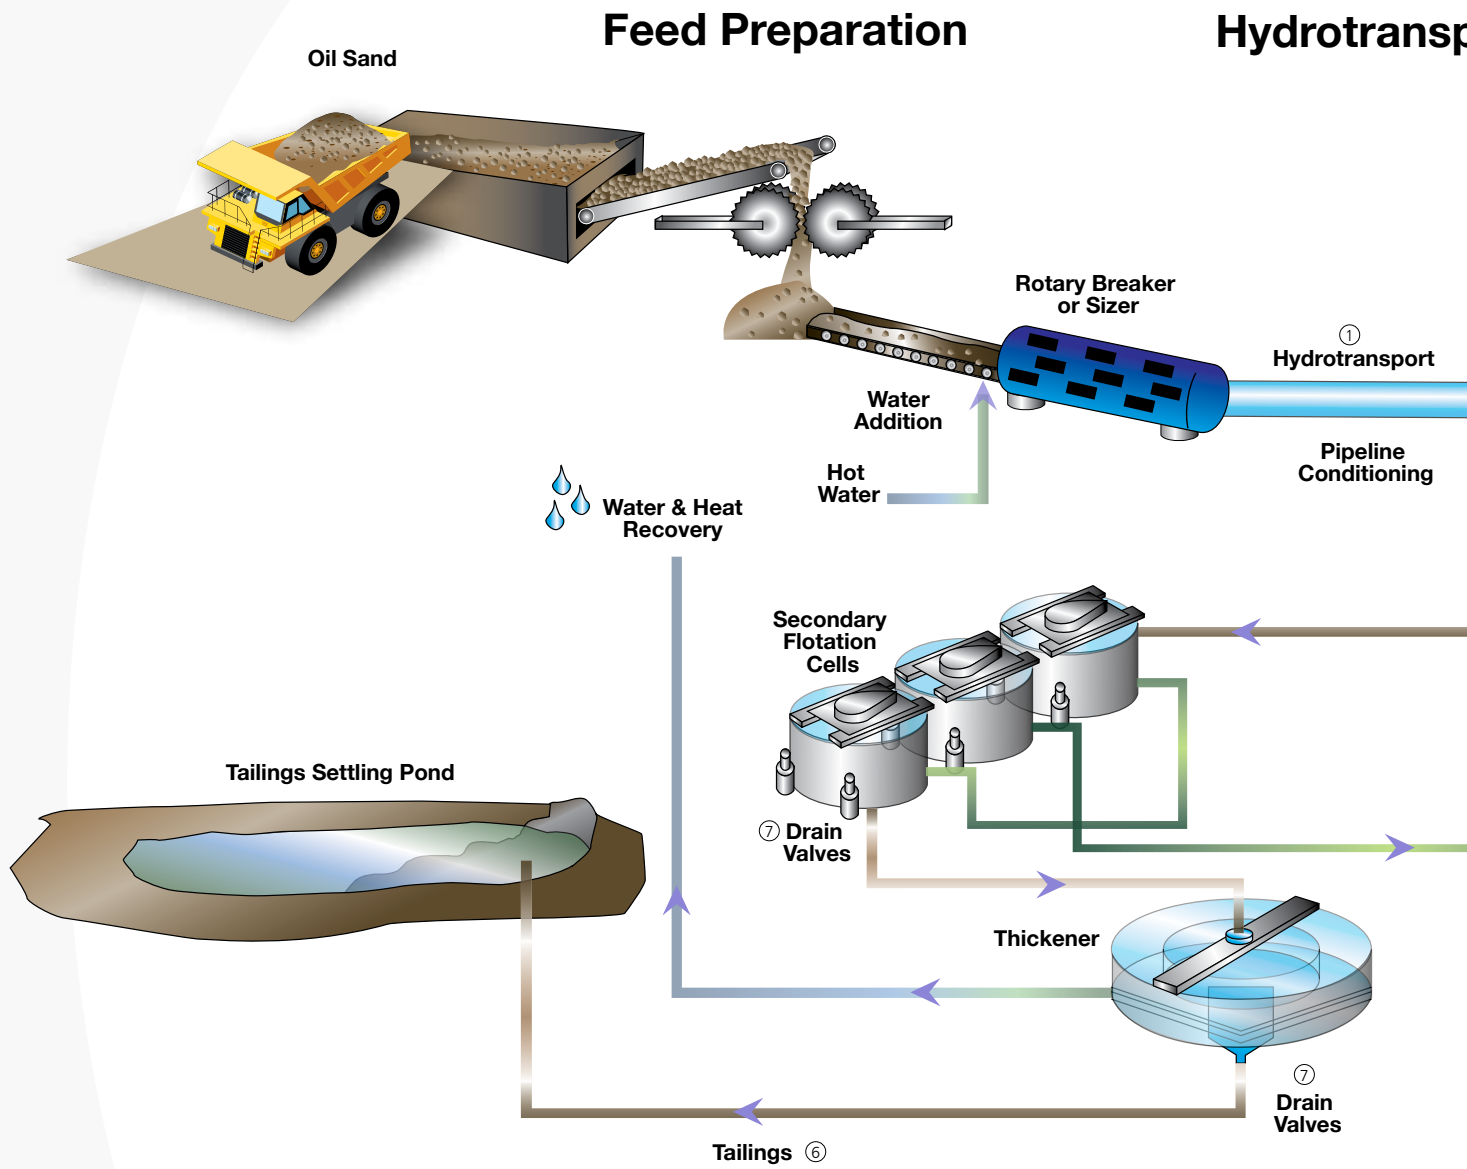 Feed Preparation
Hydrotransp
Oil Sand
Rotary Breaker
or Sizer
①
Hydrotransport
Water
Addition
Pipeline
Conditioning
Hot
Water
Water & Heat
Recovery
Secondary
Flotation
Cells
Tailings Settling Pond
⑦ Drain
Valves
Thickener
⑦
Drain
Valves
Tailings ⑥